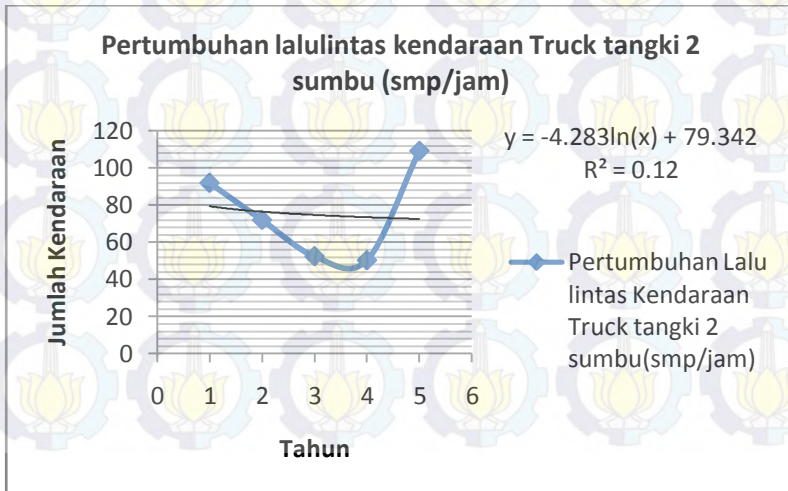 Pertumbuhan lalulintas kendaraan Truck tangki 2
sumbu (smp/jam)
y = -4.283ln(x) + 79.342
R² = 0.12
Jumlah Kendaraan
120
100
80
60
40
20
0
0 1 2 3 4 5 6
Tahun
Pertumbuhan Lalu
lintas Kendaraan
Truck tangki 2
sumbu(smp/jam)